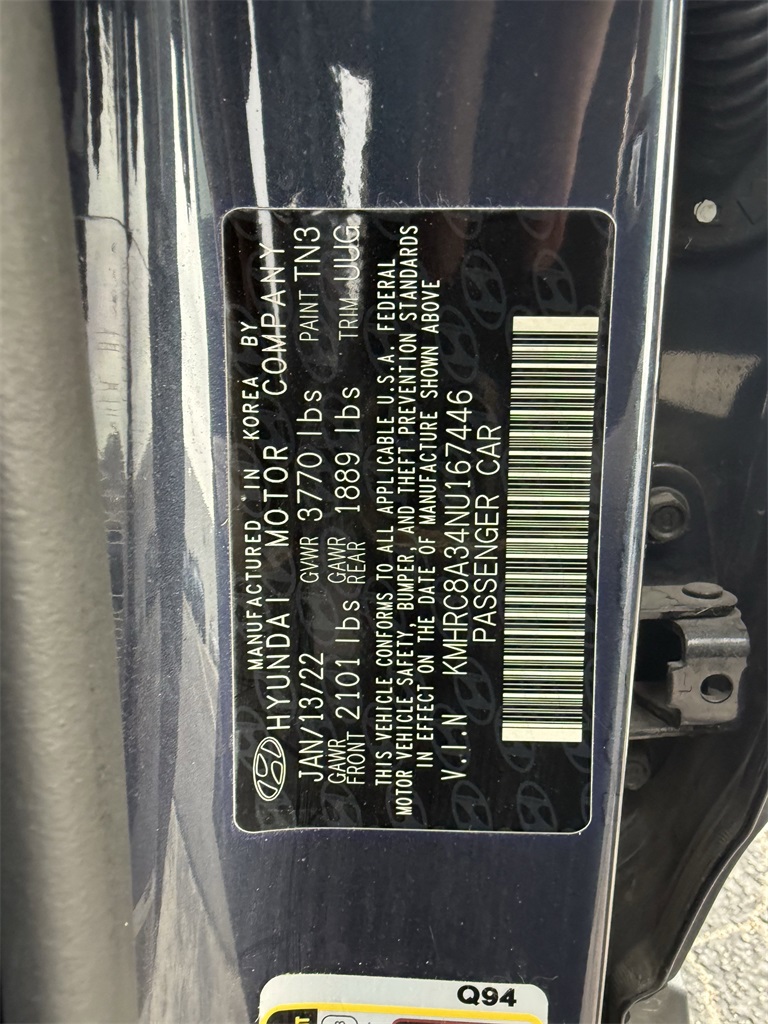 MANUFACTURED IN KOREA BY
HYUNDAI MOTOR COMPANY
JAN/13/22 GVWR 3770 lbs PAINT TN3
GAWR FRONT 2101 lbs GAWR REAR 1889 lbs TRIM UUG
THIS VEHICLE CONFORMS TO ALL APPLICABLE U.S.A. FEDERAL
MOTOR VEHICLE SAFETY, BUMPER, AND THEFT PREVENTION STANDARDS
IN EFFECT ON THE DATE OF MANUFACTURE SHOWN ABOVE
V.I.N KMHRC8A34NU167446
PASSENGER CAR
Q94